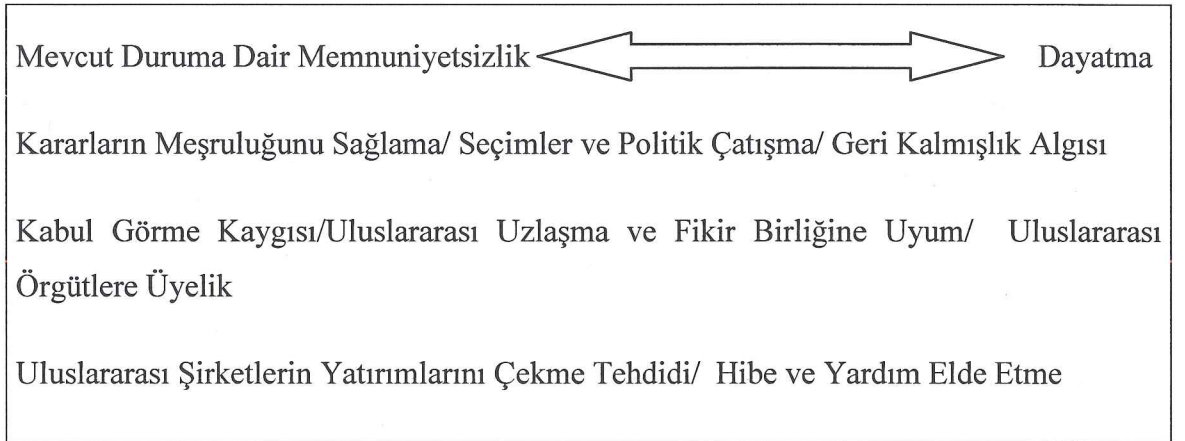 Mevcut Duruma Dair Memnuniyetsizlik Dayatma
Kararların Meşruluğunu Sağlama/ Seçimler ve Politik Çatışma/ Geri Kalmışlık Algısı
Kabul Görme Kaygısı/Uluslararası Uzlaşma ve Fikir Birliğine Uyum/ Uluslararası
Örgütlere Üyelik
Uluslararası Şirketlerin Yatırımlarını Çekme Tehdidi/ Hibe ve Yardım Elde Etme